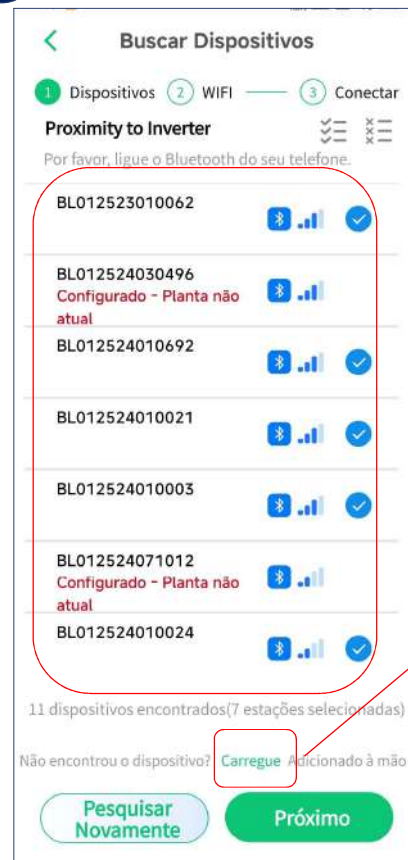 Buscar Dispositivos
1 Dispositivos 2 WIFI 3 Conectar
Proximity to Inverter
Por favor, ligue o Bluetooth do seu telefone.
BL012523010062
BL012524030496
Configurado - Planta não
atual
BL012524010692
BL012524010021
BL012524010003
BL012524071012
Configurado - Planta não
atual
BL012524010024
11 dispositivos encontrados(7 estações selecionadas)
Não encontrou o dispositivo? Carregue Adicionado à mão
Pesquisar
Novamente
Próximo